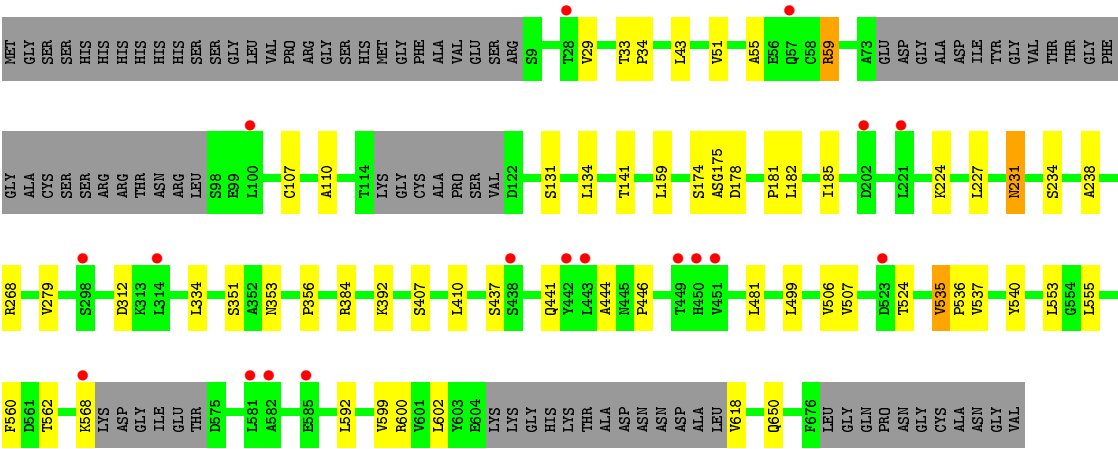 MET GLY SER SER HIS HIS HIS HIS HIS HIS SER SER GLY LEU VAL PRO ARG GLY SER HIS MET GLY PHE ALA VAL GLU SER ARG S9 T28 V29 T33 P34 L43 V51 A55 E56 Q57 C58 R59 A73 GLU ASP GLY ALA ASP ILE TYR GLY VAL THR THR GLY PHE
GLY ALA CYS SER SER ARG ARG THR ASN ARG LEU S98 E99 L100 C107 A110 T114 LYS GLY CYS ALA PRO SER VAL D122 S131 L134 T141 L159 S174 ASG175 D178 P181 L182 I185 D202 L221 K224 L227 N231 S234 A238
R268 V279 S298 D312 K313 L314 L334 S351 A352 N353 P356 R384 K392 S407 L410 S437 S438 Q441 Y442 L443 A444 N445 P446 T449 H450 V451 L481 L499 V506 V507 D523 T524 V535 P536 V537 Y540 L553 G554 L555
F560 D561 T562 K568 LYS ASP GLY ILE GLU THR D575 L581 A582 E585 L592 V599 R600 V601 L602 Y603 E604 LYS LYS GLY HIS LYS THR ALA ASP ASN ASN ASP ALA LEU V618 Q650 F676 LEU GLY GLN PRO ASN GLY CYS ALA ASN GLY VAL